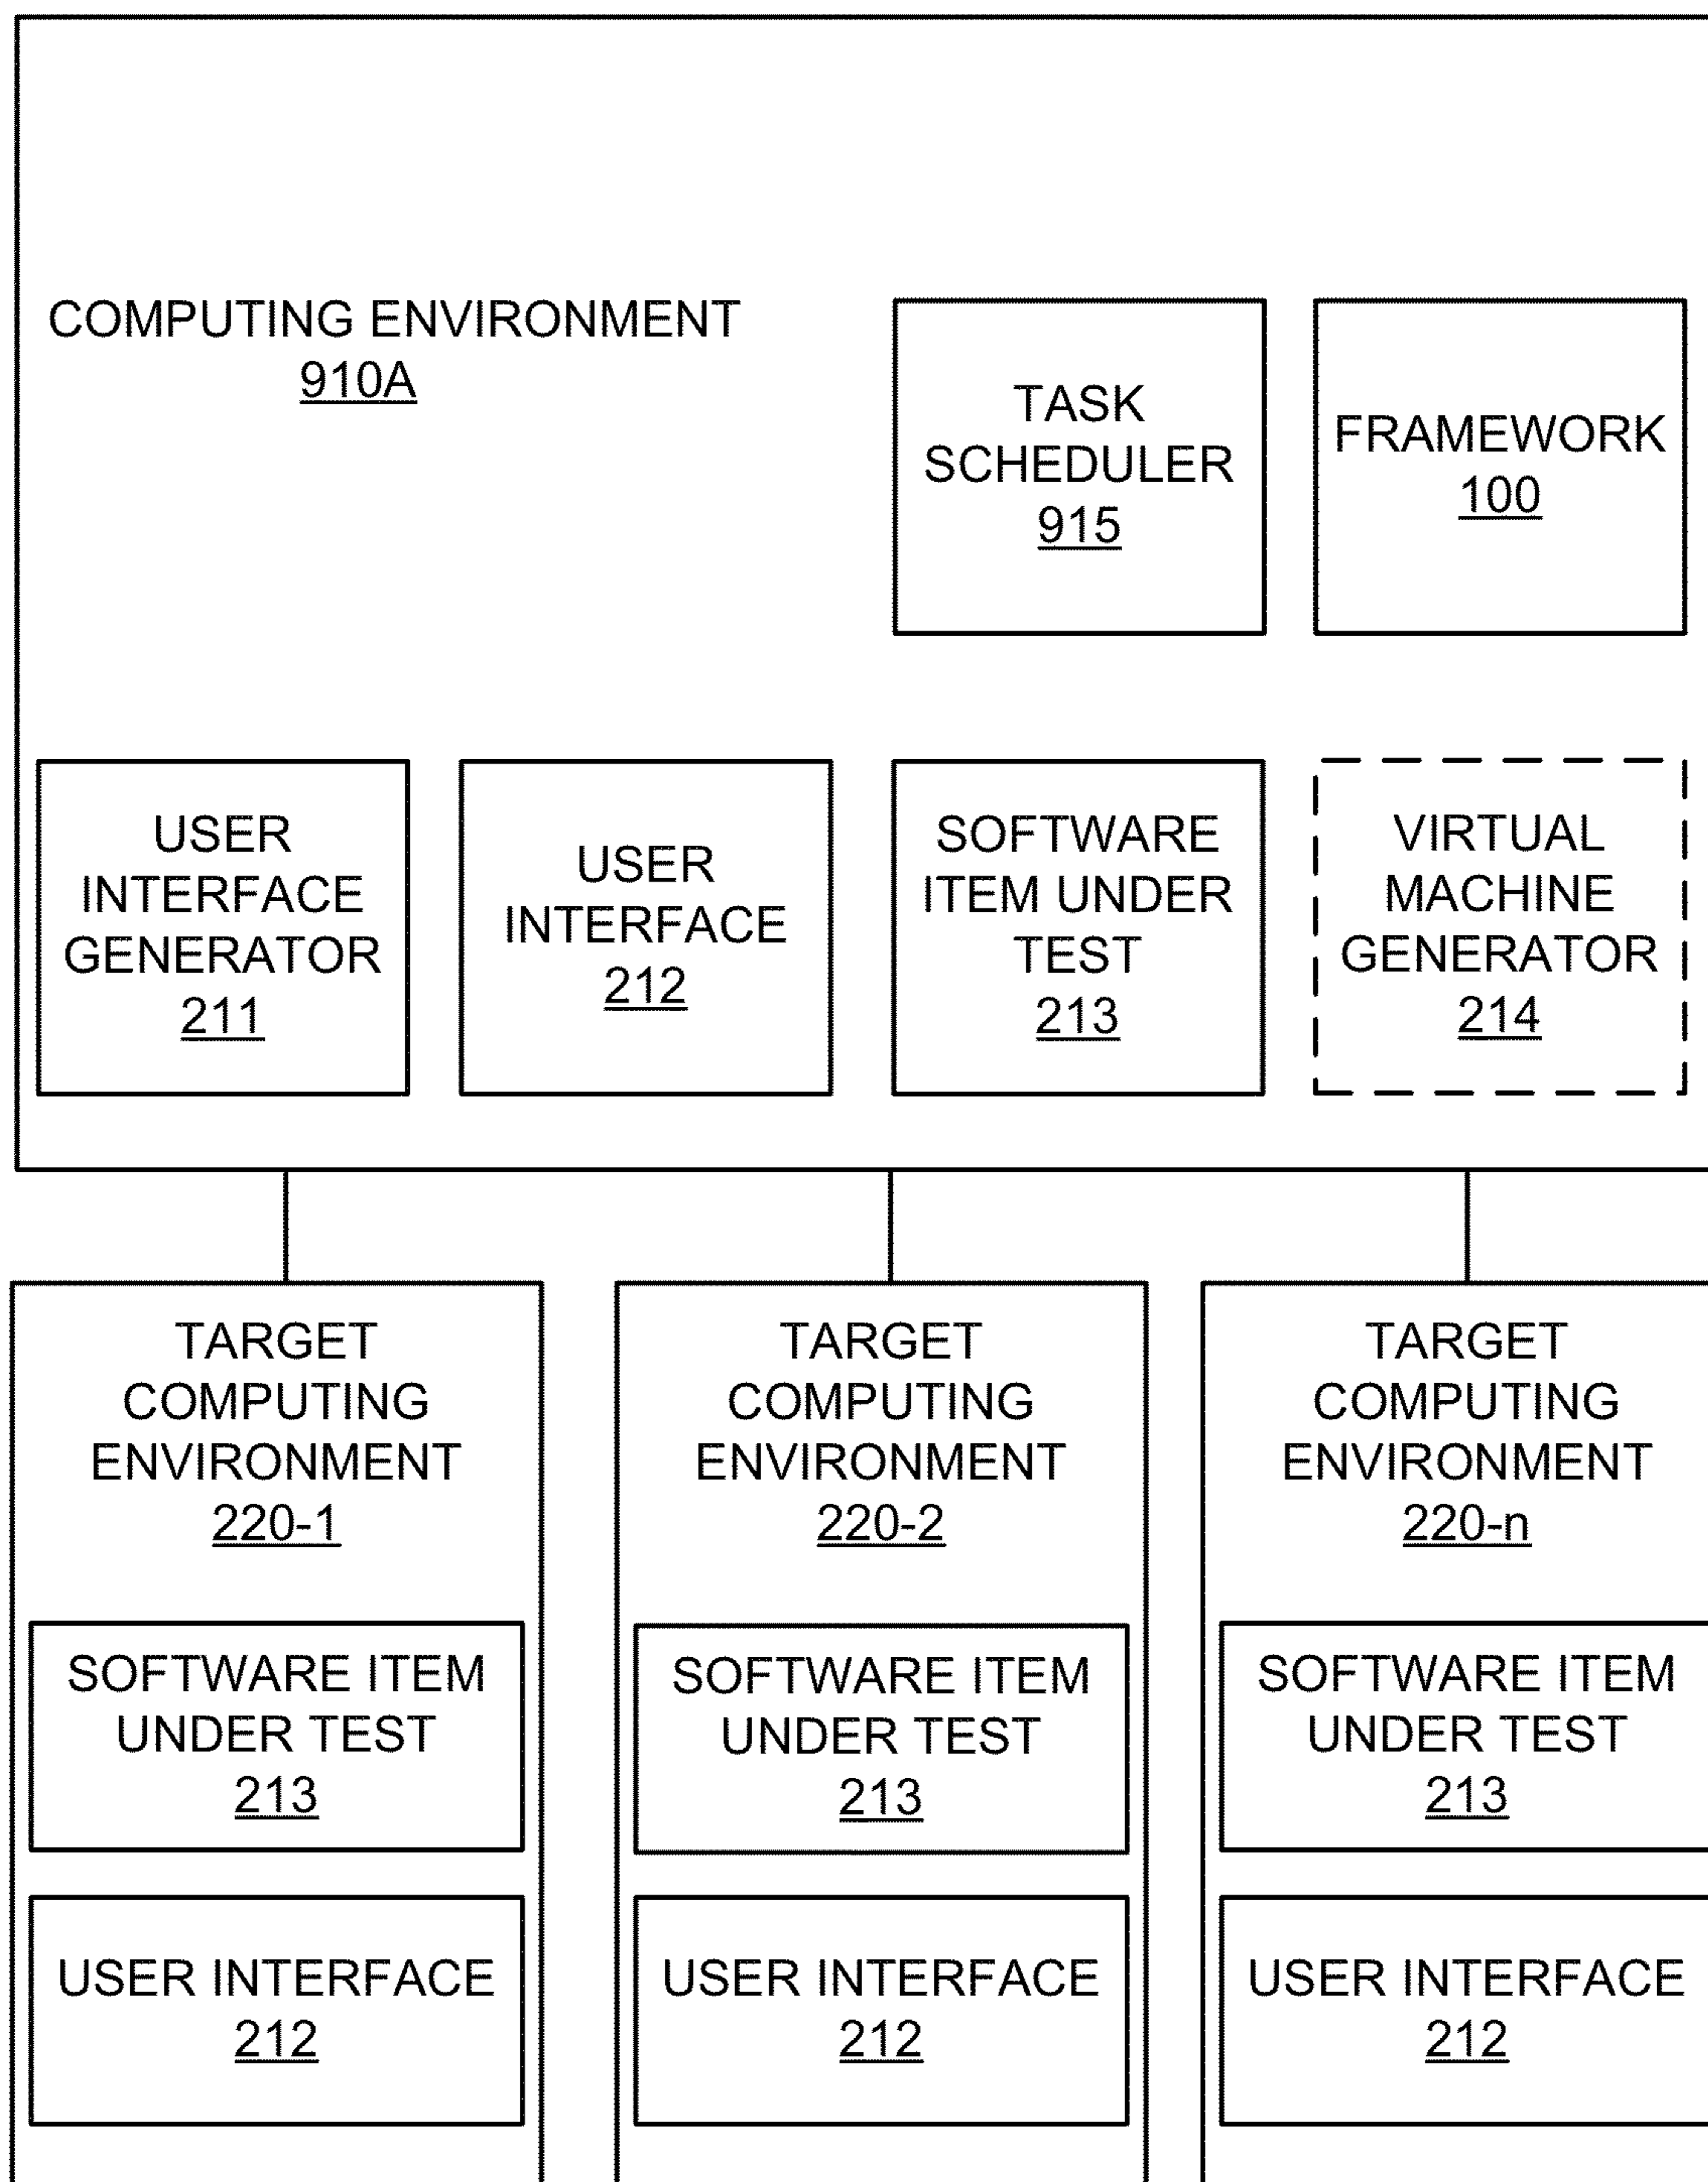 COMPUTING ENVIRONMENT
910A
TASK
SCHEDULER
915
FRAMEWORK
100
USER
INTERFACE
GENERATOR
211
USER
INTERFACE
212
SOFTWARE
ITEM UNDER
TEST
213
VIRTUAL
MACHINE
GENERATOR
214
TARGET
COMPUTING
ENVIRONMENT
220-1
SOFTWARE ITEM
UNDER TEST
213
USER INTERFACE
212
TARGET
COMPUTING
ENVIRONMENT
220-2
SOFTWARE ITEM
UNDER TEST
213
USER INTERFACE
212
TARGET
COMPUTING
ENVIRONMENT
220-n
SOFTWARE ITEM
UNDER TEST
213
USER INTERFACE
212